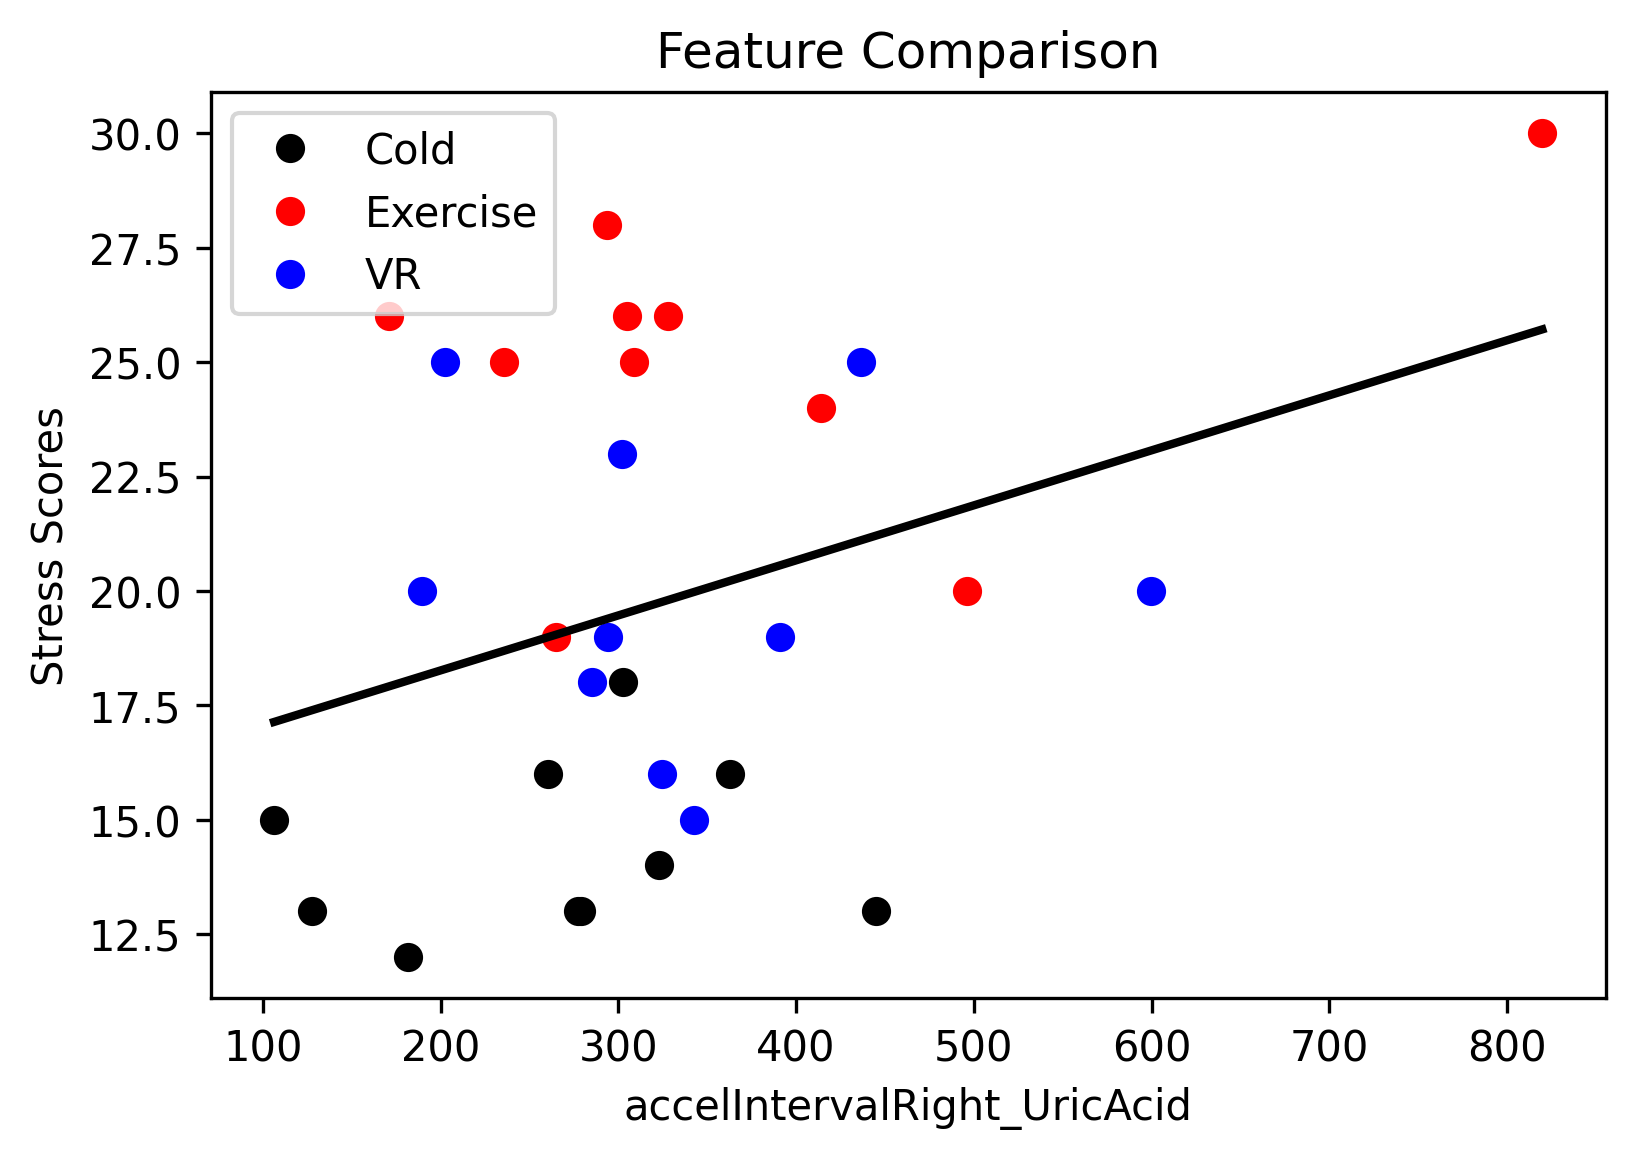 Feature Comparison
Cold
Exercise
VR
Stress Scores
30.0
27.5
25.0
22.5
20.0
17.5
15.0
12.5
100 200 300 400 500 600 700 800
accelIntervalRight_UricAcid